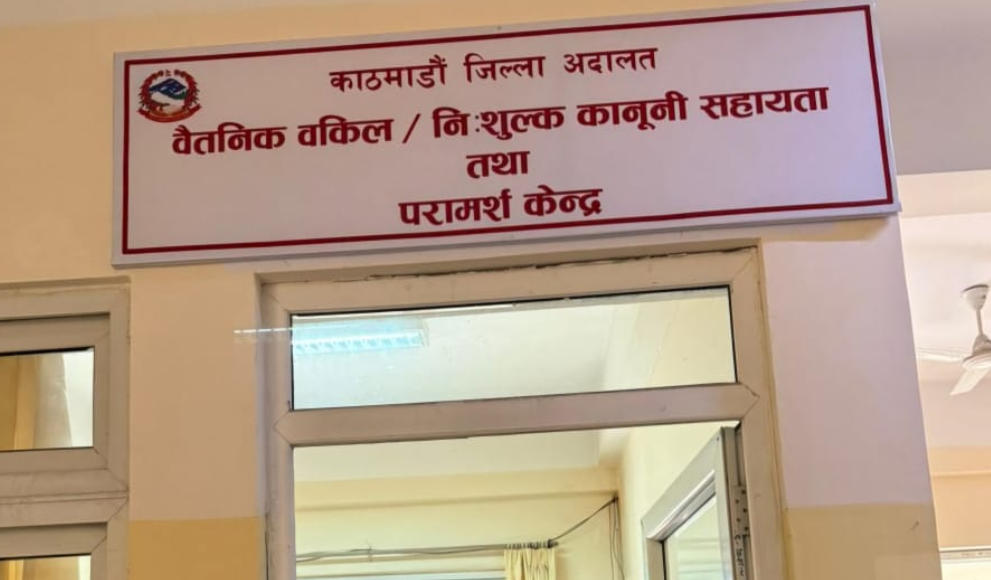 काठमाडौं जिल्ला अदालत
वैतनिक वकिल / नि:शुल्क कानूनी सहायता
तथा
परामर्श केन्द्र